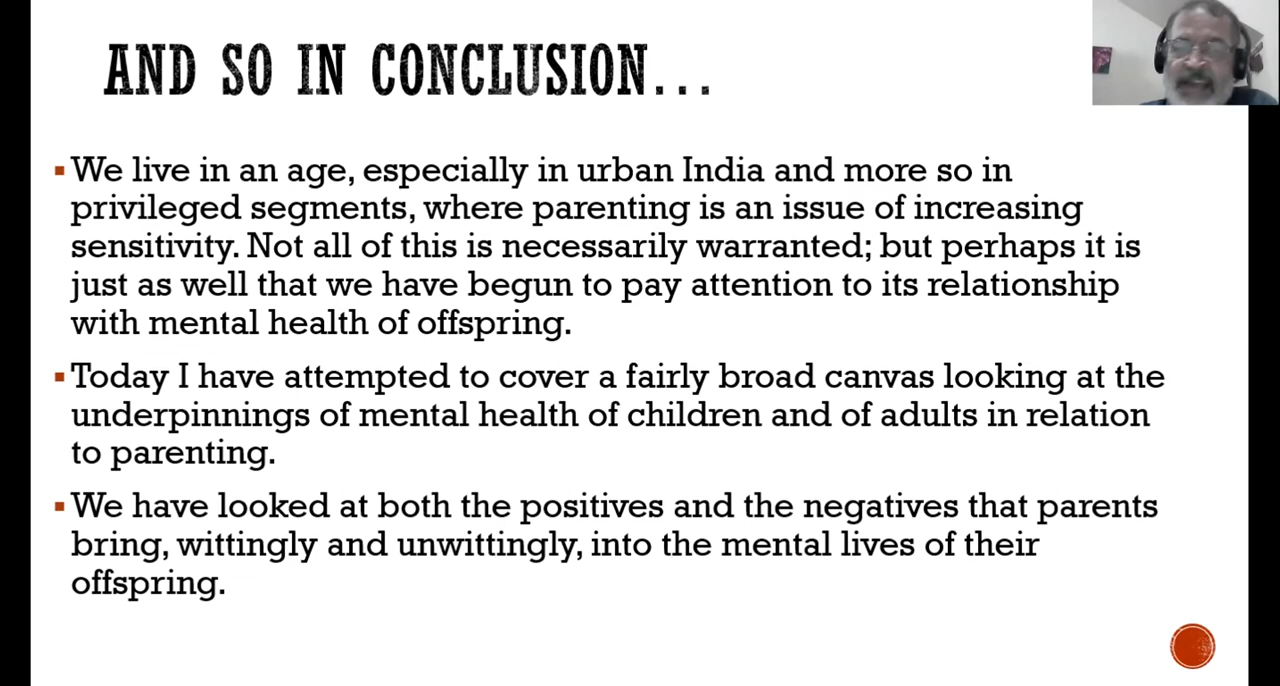 AND SO IN CONCLUSION...
We live in an age, especially in urban India and more so in
privileged segments, where parenting is an issue of increasing
sensitivity. Not all of this is necessarily warranted; but perhaps it is
just as well that we have begun to pay attention to its relationship
with mental health of offspring.
Today I have attempted to cover a fairly broad canvas looking at the
underpinnings of mental health of children and of adults in relation
to parenting.
We have looked at both the positives and the negatives that parents
bring, wittingly and unwittingly, into the mental lives of their
offspring.